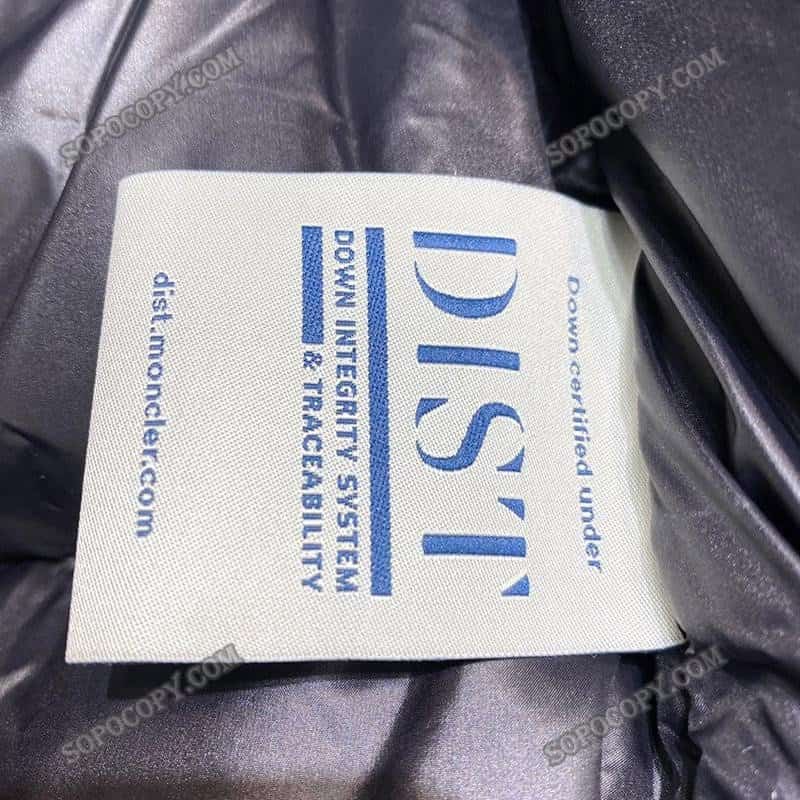 Down certified under
DIST
DOWN INTEGRITY SYSTEM
& TRACEABILITY
dist.moncler.com
SOPOCOPY.COM
SOPOCOPY.COM
SOPOCOPY.COM
SOPOCOPY.COM